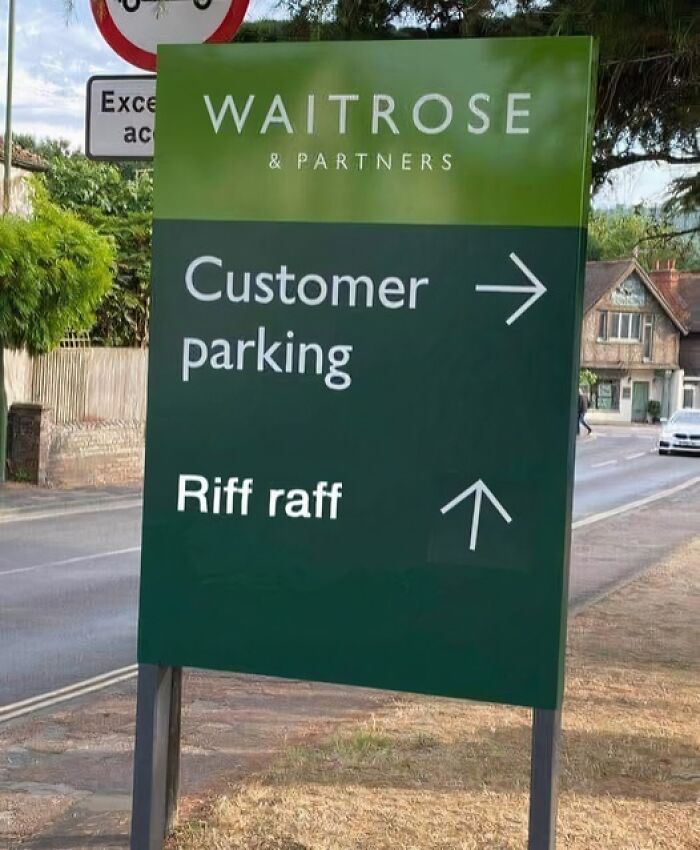 Exce
ac
WAITROSE
& PARTNERS
Customer
parking
Riff raff